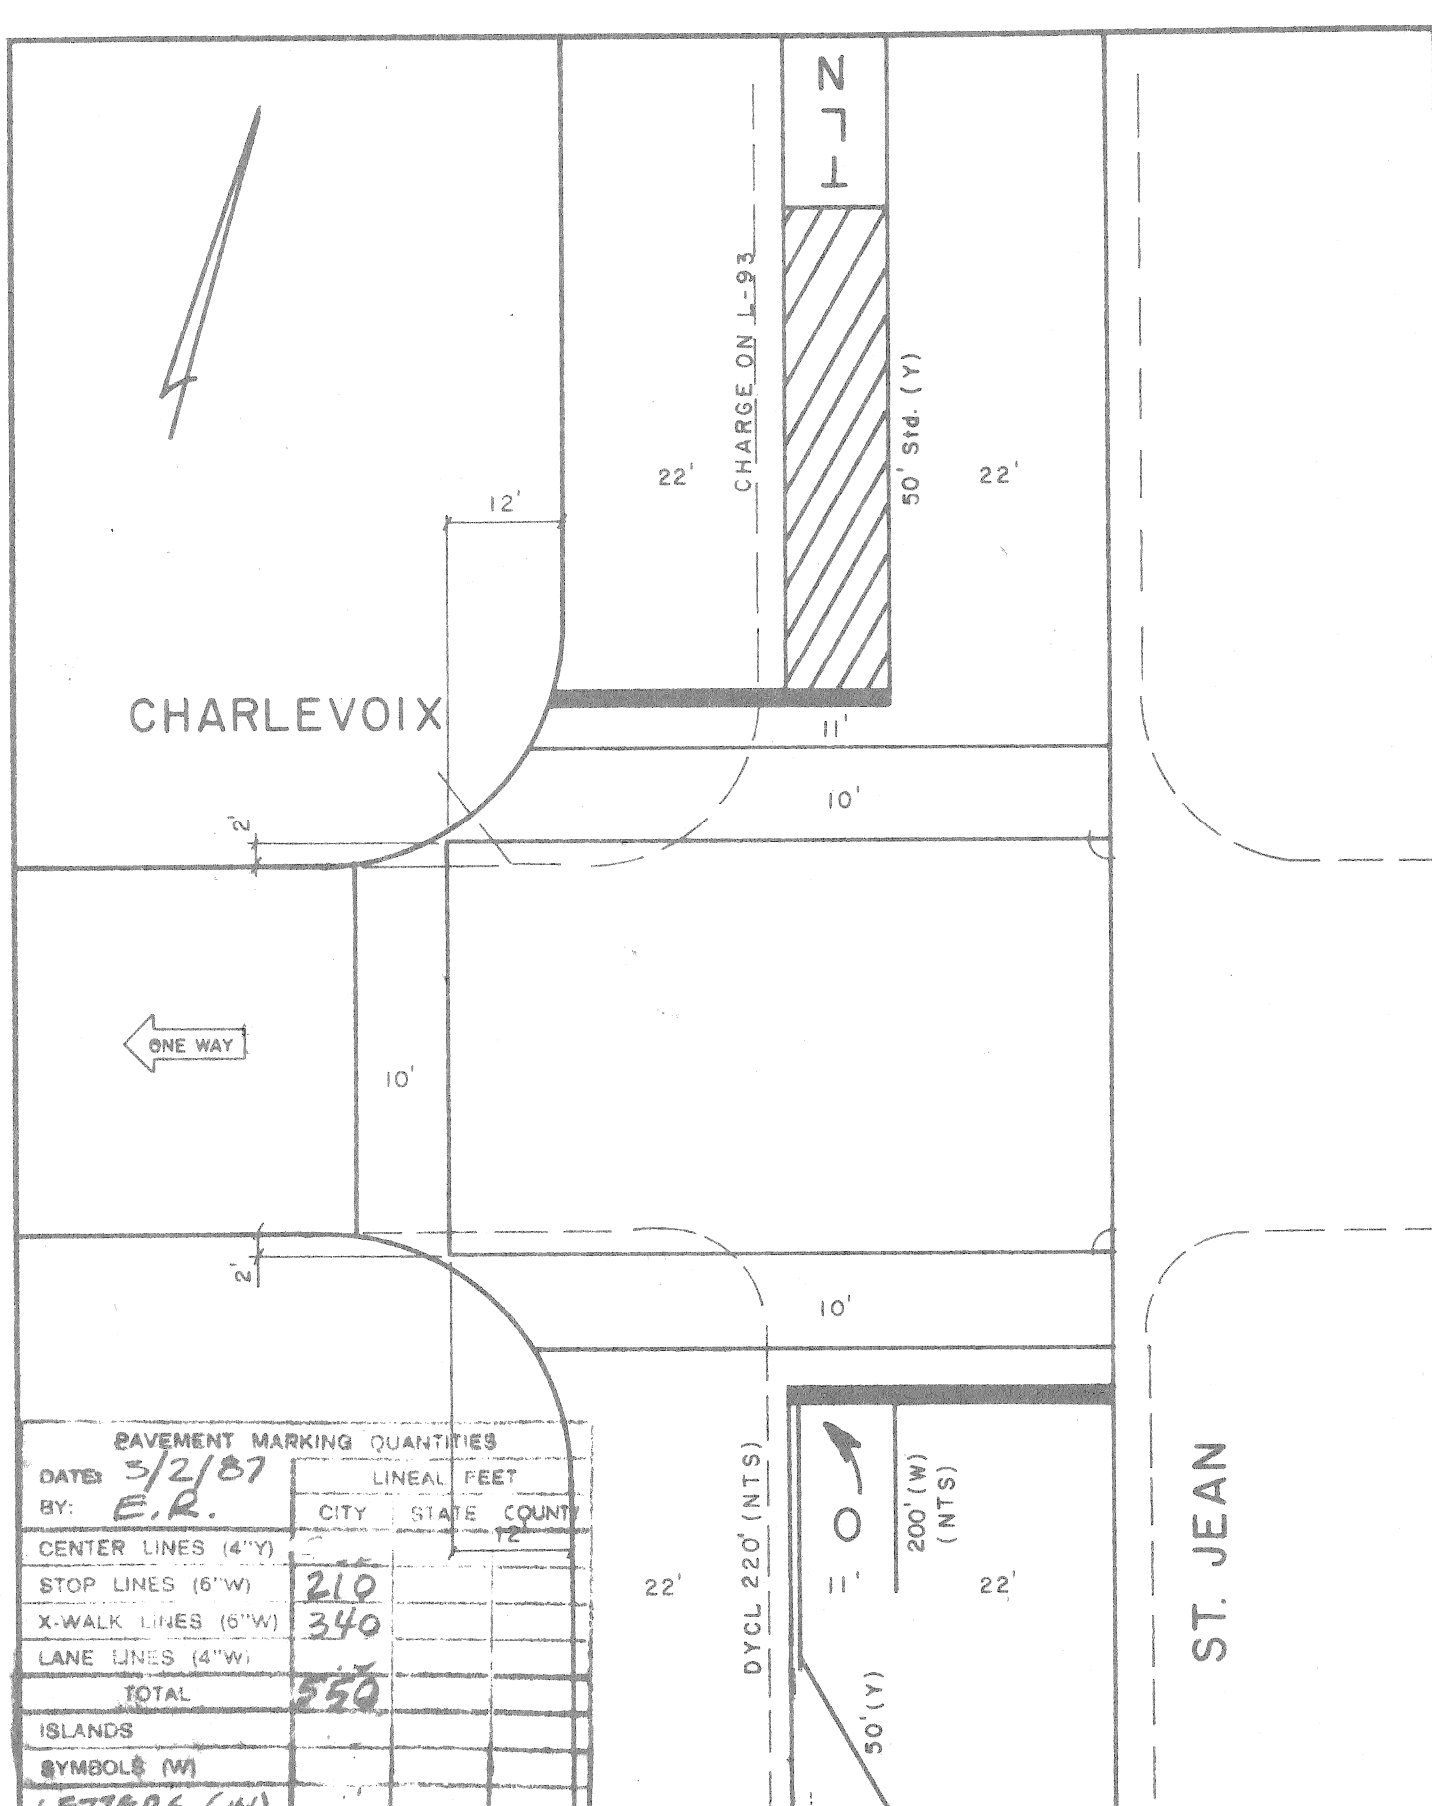 N
L
T
CHARGE ON L-93
50' Std. (Y)
22'
22'
12'
CHARLEVOIX
11'
10'
2'
ONE WAY
10'
2'
10'
PAVEMENT MARKING QUANTITIES
DATE: 3/2/87
BY: E.R.
LINEAL FEET
CITY STATE COUNTY
12'
CENTER LINES (4"Y)
STOP LINES (6"W) 210
X-WALK LINES (6"W) 340
LANE LINES (4"W)
TOTAL 550
ISLANDS
SYMBOLS (W)
LETTERS (W)
22'
DYCL 220' (NTS)
11'
200' (W)
(NTS)
22'
50' (Y)
ST. JEAN